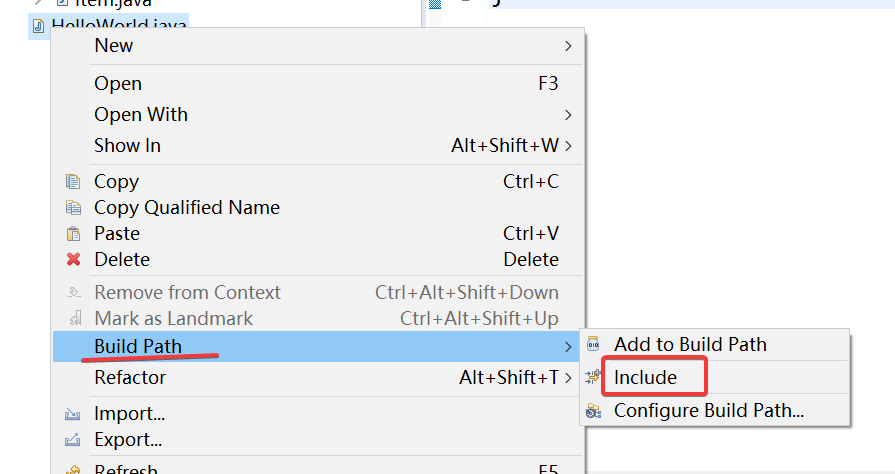 Item.java
HelloWorld.java
New
Open F3
Open With
Show In Alt+Shift+W
Copy Ctrl+C
Copy Qualified Name
Paste Ctrl+V
Delete Delete
Remove from Context Ctrl+Alt+Shift+Down
Mark as Landmark Ctrl+Alt+Shift+Up
Build Path
Refactor Alt+Shift+T
Import...
Export...
Refresh F5
Add to Build Path
Include
Configure Build Path...